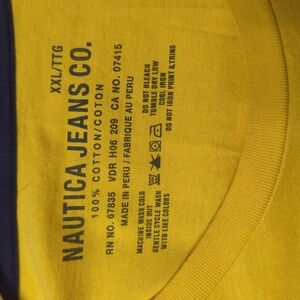 XXL/TTG
NAUTICA JEANS CO.
100% COTTON/COTON
RN NO. 67835 VDR H06 209 CA NO. 07415
MADE IN PERU / FABRIQUE AU PERU
MACHINE WASH COLD
INSIDE OUT
GENTLE CYCLE WASH
WITH LIKE COLORS
DO NOT BLEACH
TUMBLE DRY LOW
COOL IRON
DO NOT IRON PRINT & TRIMS